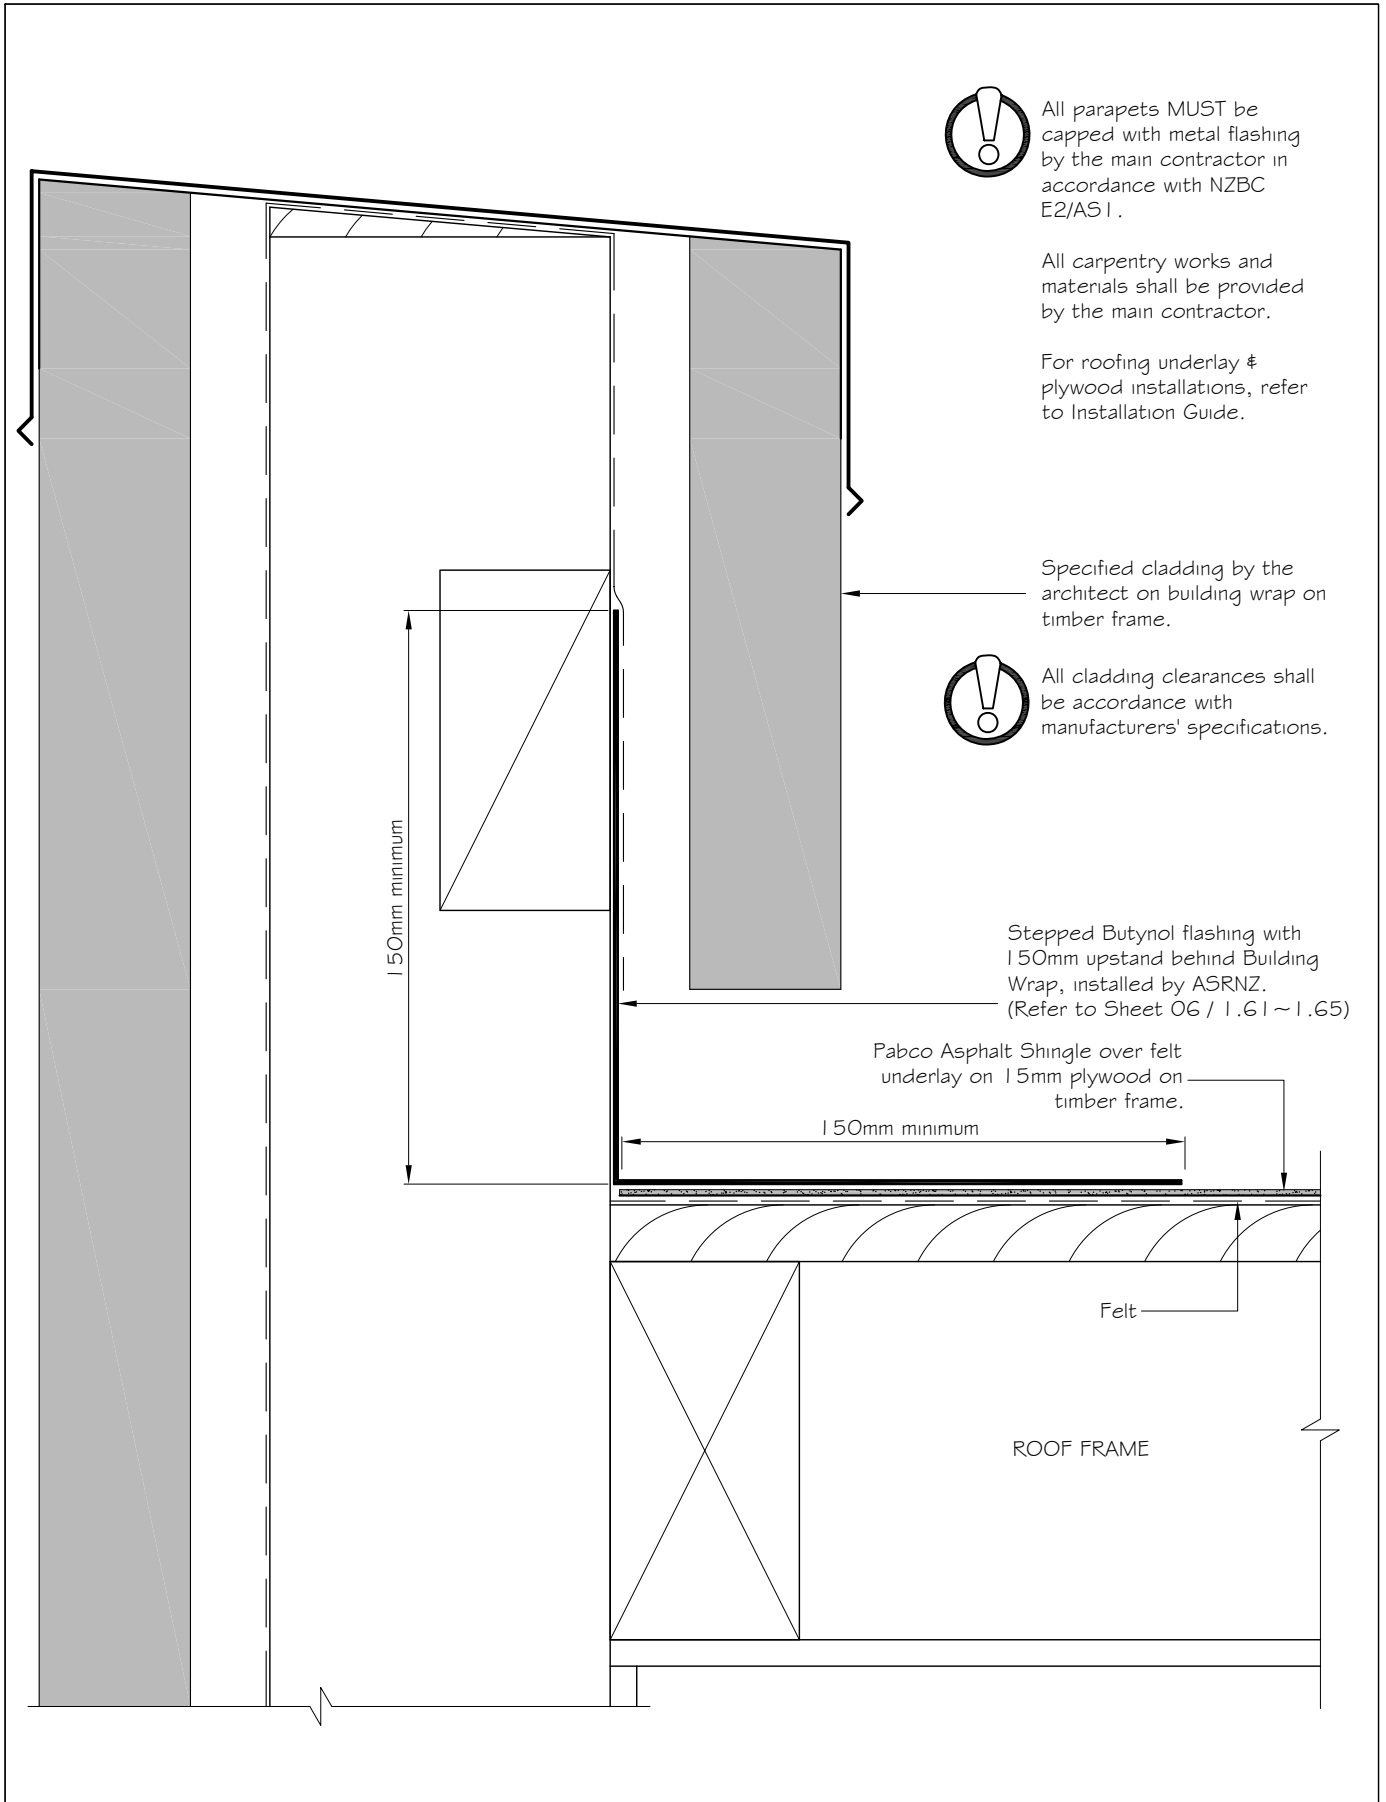 All parapets MUST be
capped with metal flashing
by the main contractor in
accordance with NZBC
E2/AS1.
All carpentry works and
materials shall be provided
by the main contractor.
For roofing underlay &
plywood installations, refer
to Installation Guide.
Specified cladding by the
architect on building wrap on
timber frame.
All cladding clearances shall
be accordance with
manufacturers' specifications.
150mm minimum
Stepped Butynol flashing with
150mm upstand behind Building
Wrap, installed by ASRNZ.
(Refer to Sheet 06 / 1.61~1.65)
Pabco Asphalt Shingle over felt
underlay on 15mm plywood on
timber frame.
150mm minimum
Felt
ROOF FRAME